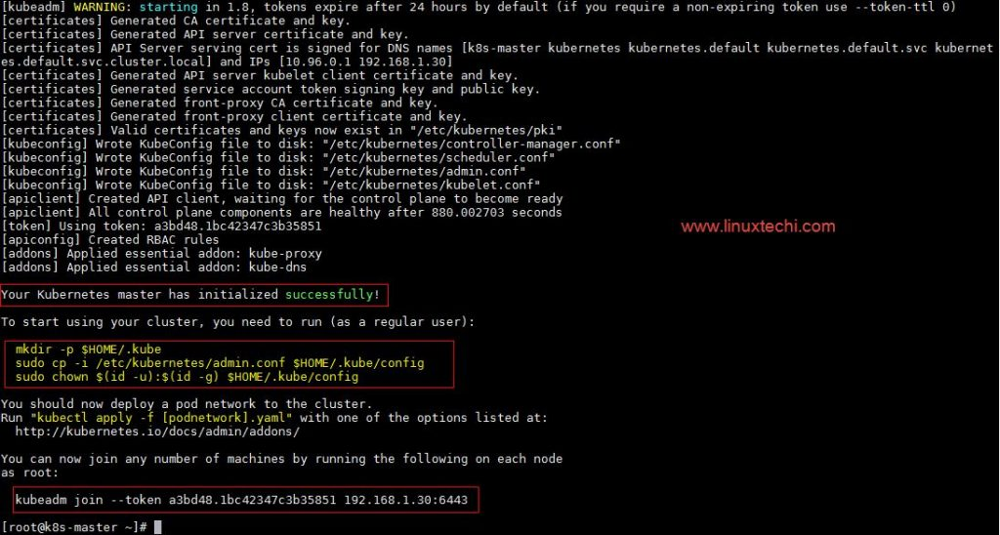 [kubeadm] WARNING: starting in 1.8, tokens expire after 24 hours by default (if you require a non-expiring token use --token-ttl 0)
[certificates] Generated CA certificate and key.
[certificates] Generated API server certificate and key.
[certificates] API Server serving cert is signed for DNS names [k8s-master kubernetes kubernetes.default kubernetes.default.svc kubernet
es.default.svc.cluster.local] and IPs [10.96.0.1 192.168.1.30]
[certificates] Generated API server kubelet client certificate and key.
[certificates] Generated service account token signing key and public key.
[certificates] Generated front-proxy CA certificate and key.
[certificates] Generated front-proxy client certificate and key.
[certificates] Valid certificates and keys now exist in "/etc/kubernetes/pki"
[kubeconfig] Wrote KubeConfig file to disk: "/etc/kubernetes/controller-manager.conf"
[kubeconfig] Wrote KubeConfig file to disk: "/etc/kubernetes/scheduler.conf"
[kubeconfig] Wrote KubeConfig file to disk: "/etc/kubernetes/admin.conf"
[kubeconfig] Wrote KubeConfig file to disk: "/etc/kubernetes/kubelet.conf"
[apiclient] Created API client, waiting for the control plane to become ready
[apiclient] All control plane components are healthy after 880.002703 seconds
[token] Using token: a3bd48.1bc42347c3b35851
www.linuxtechi.com
[apiconfig] Created RBAC rules
[addons] Applied essential addon: kube-proxy
[addons] Applied essential addon: kube-dns
Your Kubernetes master has initialized successfully!
To start using your cluster, you need to run (as a regular user):
mkdir -p $HOME/.kube
sudo cp -i /etc/kubernetes/admin.conf $HOME/.kube/config
sudo chown $(id -u):$(id -g) $HOME/.kube/config
You should now deploy a pod network to the cluster.
Run "kubectl apply -f [podnetwork].yaml" with one of the options listed at:
http://kubernetes.io/docs/admin/addons/
You can now join any number of machines by running the following on each node
as root:
kubeadm join --token a3bd48.1bc42347c3b35851 192.168.1.30:6443
[root@k8s-master ~]#